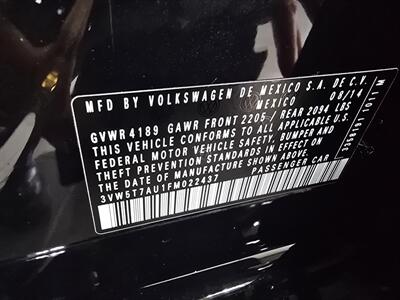 MFD BY VOLKSWAGEN DE MEXICO S.A. DE C.V.
MEXICO 08/14
GVWR 4189 GAWR FRONT 2205 / REAR 2094 LBS
THIS VEHICLE CONFORMS TO ALL APPLICABLE U.S.
FEDERAL MOTOR VEHICLE SAFETY, BUMPER AND
THEFT PREVENTION STANDARDS IN EFFECT ON
THE DATE OF MANUFACTURE SHOWN ABOVE.
3VW5T7AU1FM022437 PASSENGER CAR